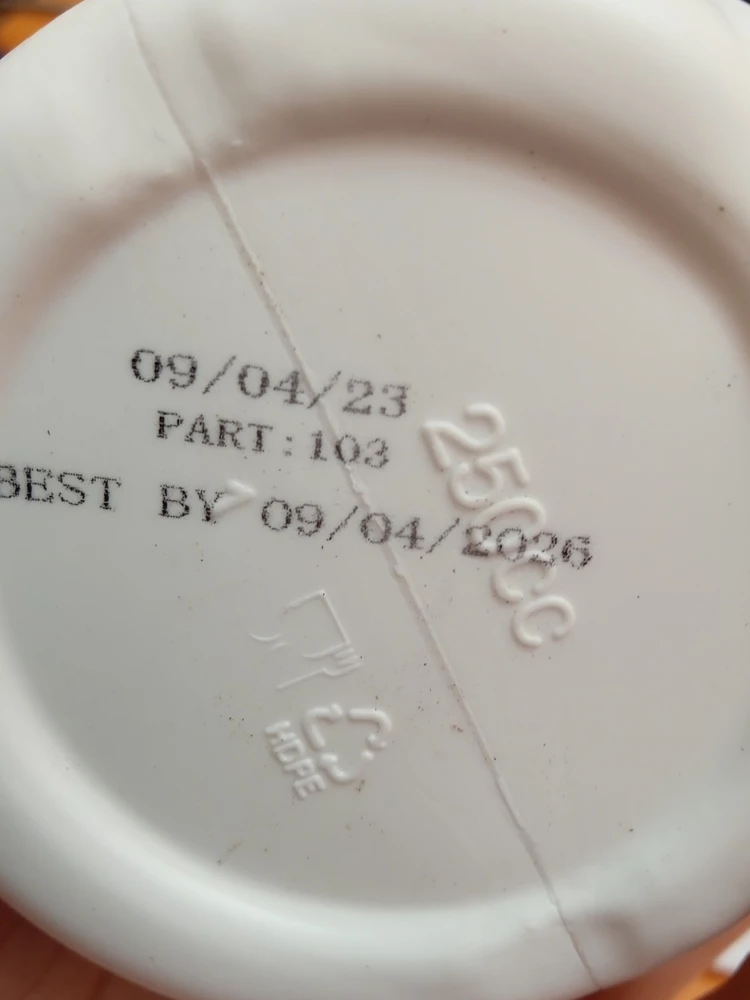 09/04/23
PART:103
BEST BY 09/04/2026
250CC
HDPE